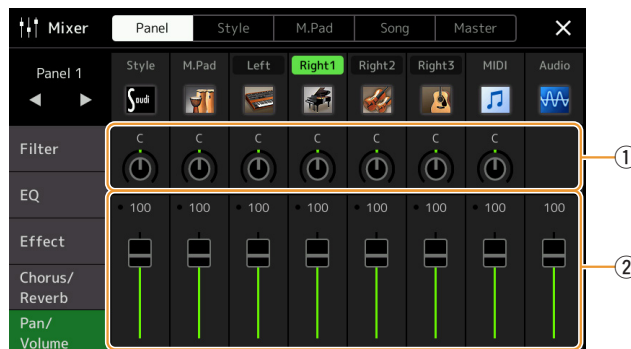 Mixer Panel Style M.Pad Song Master
Panel 1
Style M.Pad Left Right1 Right2 Right3 MIDI Audio
Soudi
Filter
C C C C C C C
①
EQ
100 100 100 100 100 100 100 100
Effect
②
Chorus/
Reverb
Pan/
Volume